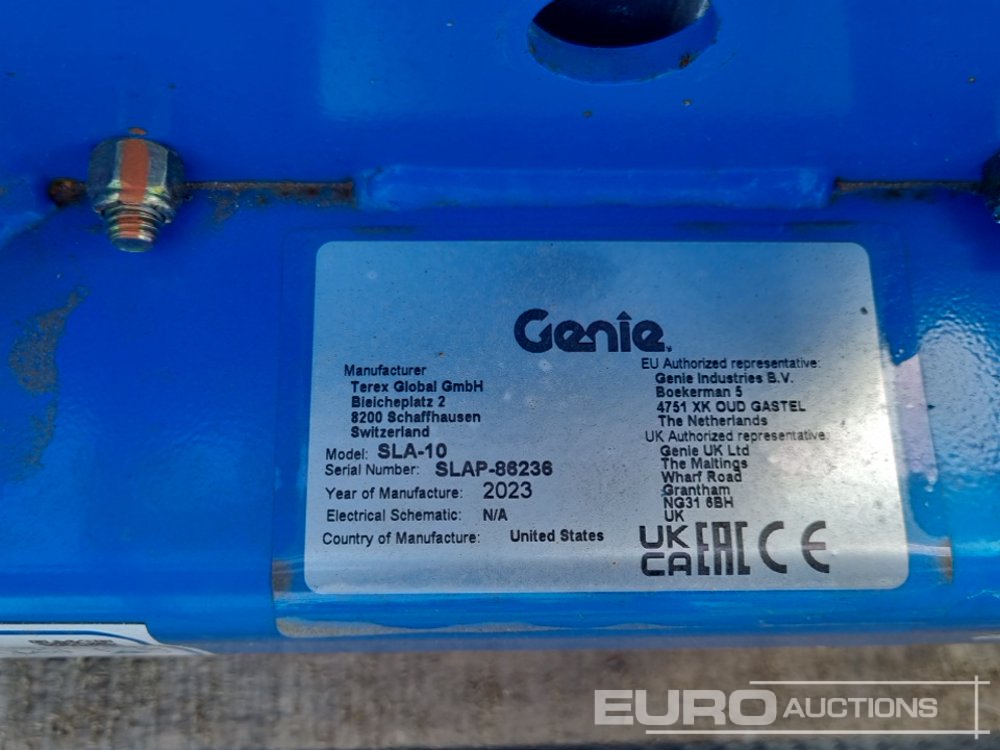 Genie
Manufacturer
Terex Global GmbH
Bleicheplatz 2
8200 Schaffhausen
Switzerland
Model: SLA-10
Serial Number: SLAP-86236
Year of Manufacture: 2023
Electrical Schematic: N/A
Country of Manufacture: United States
EU Authorized representative:
Genie Industries B.V.
Boekerman 5
4751 XK OUD GASTEL
The Netherlands
UK Authorized representative:
Genie UK Ltd
The Maltings
Wharf Road
Grantham
NG31 6BH
UK
UK
CA EAC CE
EURO AUCTIONS